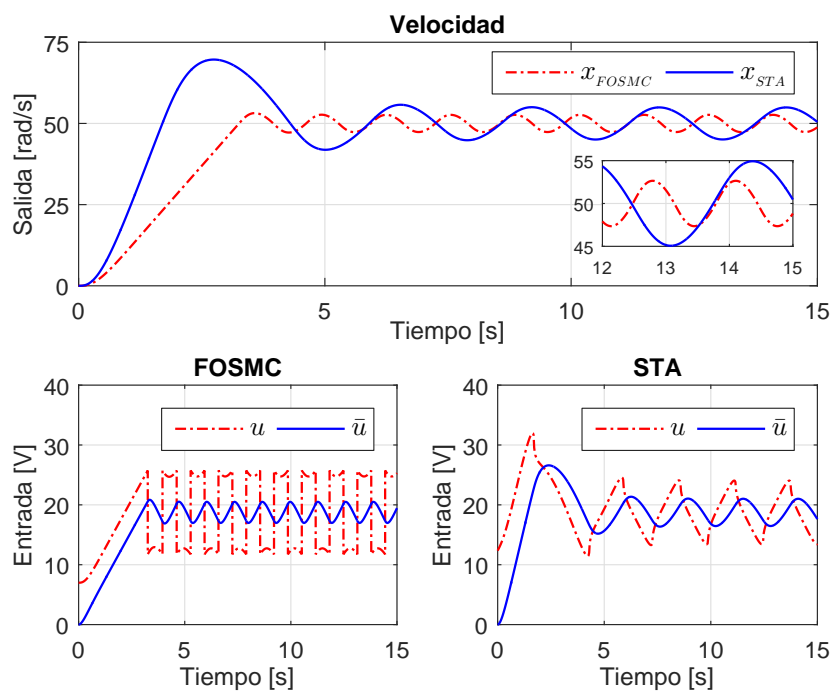 Velocidad
75
50
25
0
Salida [rad/s]
x_FOSMC x_STA
55
50
45
12 13 14 15
0 5 10 15
Tiempo [s]
FOSMC
40
30
20
10
0
Entrada [V]
u ū
0 5 10 15
Tiempo [s]
STA
40
30
20
10
0
Entrada [V]
u ū
0 5 10 15
Tiempo [s]